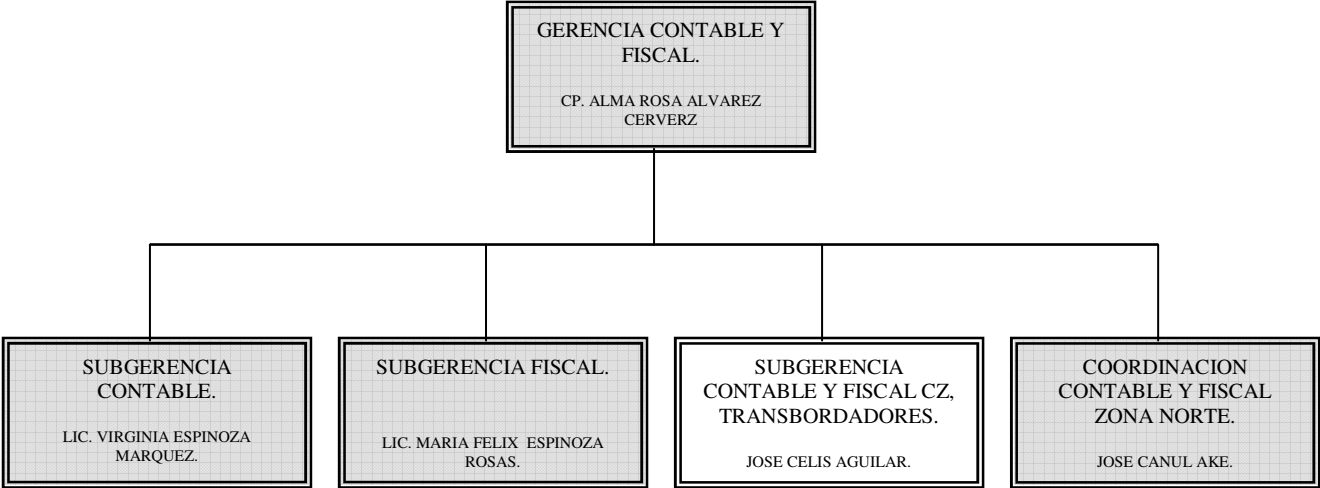 GERENCIA CONTABLE Y
FISCAL.
CP. ALMA ROSA ALVAREZ
CERVERZ
SUBGERENCIA
CONTABLE.
LIC. VIRGINIA ESPINOZA
MARQUEZ.
SUBGERENCIA FISCAL.
LIC. MARIA FELIX ESPINOZA
ROSAS.
SUBGERENCIA
CONTABLE Y FISCAL CZ,
TRANSBORDADORES.
JOSE CELIS AGUILAR.
COORDINACION
CONTABLE Y FISCAL
ZONA NORTE.
JOSE CANUL AKE.